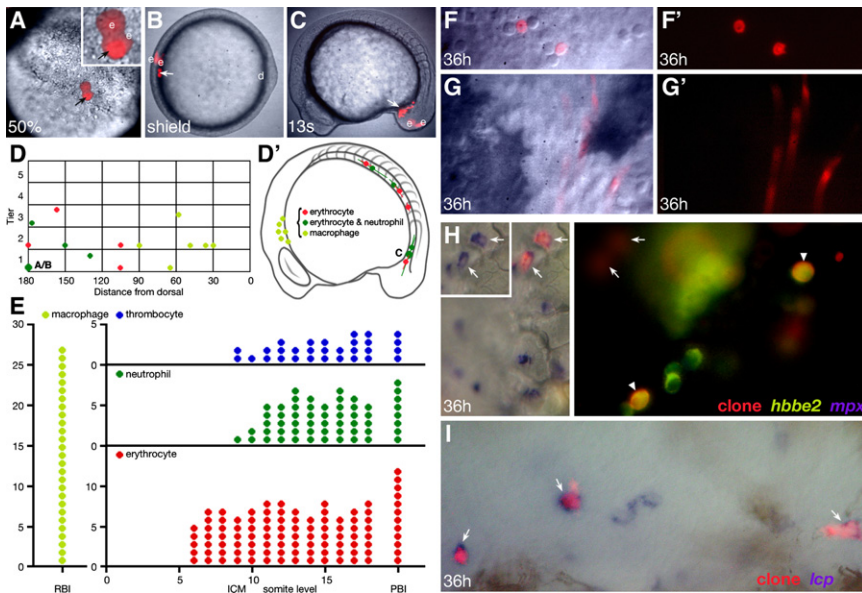 A
e
e
50%
B
e
e
d
shield
C
e
e
13s
D
Tier
5
4
3
2
1
A/B
180
150
120
90
60
30
0
Distance from dorsal
D'
erythrocyte
erythrocyte & neutrophil
macrophage
C
E
macrophage
thrombocyte
neutrophil
erythrocyte
30
25
20
15
10
5
0
RBI
5
0
5
0
10
5
0
0
5
10
15
ICM
somite level
PBI
F
36h
F'
36h
G
36h
G'
36h
H
36h
clone hbbe2 mpx
I
36h
clone lcp